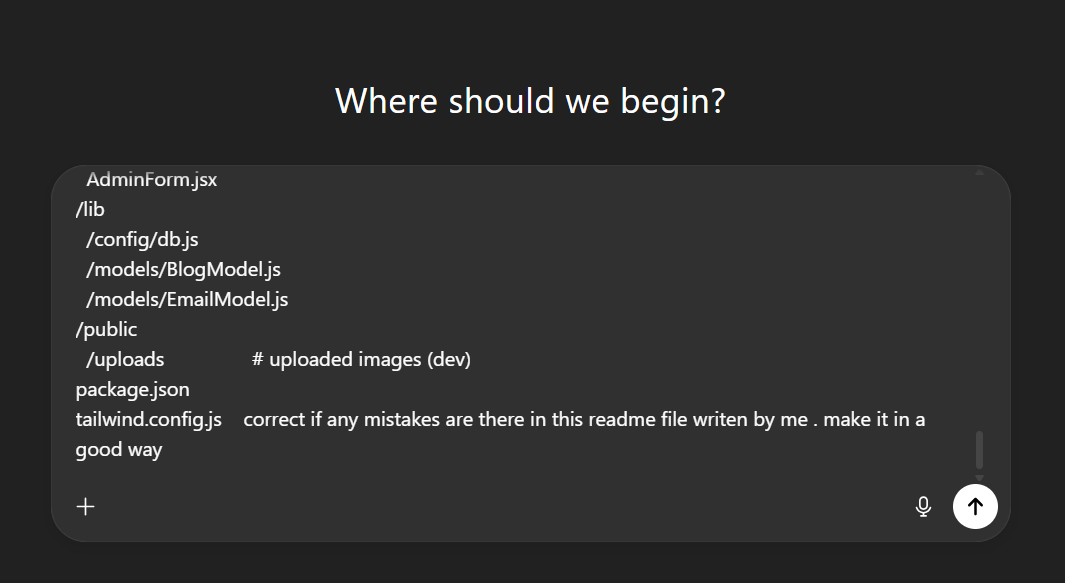 Where should we begin?
AdminForm.jsx
/lib
/config/db.js
/models/BlogModel.js
/models/EmailModel.js
/public
/uploads # uploaded images (dev)
package.json
tailwind.config.js correct if any mistakes are there in this readme file writen by me . make it in a
good way